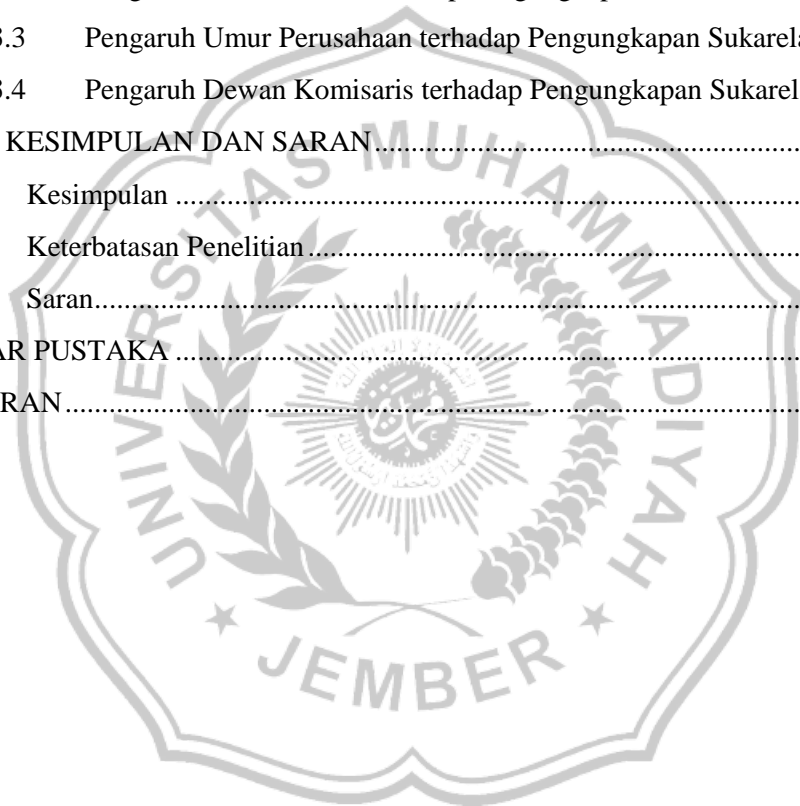 3.3 Pengaruh Umur Perusahaan terhadap Pengungkapan Sukarela
3.4 Pengaruh Dewan Komisaris terhadap Pengungkapan Sukarel
KESIMPULAN DAN SARAN
Kesimpulan
Keterbatasan Penelitian
Saran
AR PUSTAKA
RAN
UNIVERSITAS MUHAMMADIYAH
JEMBER